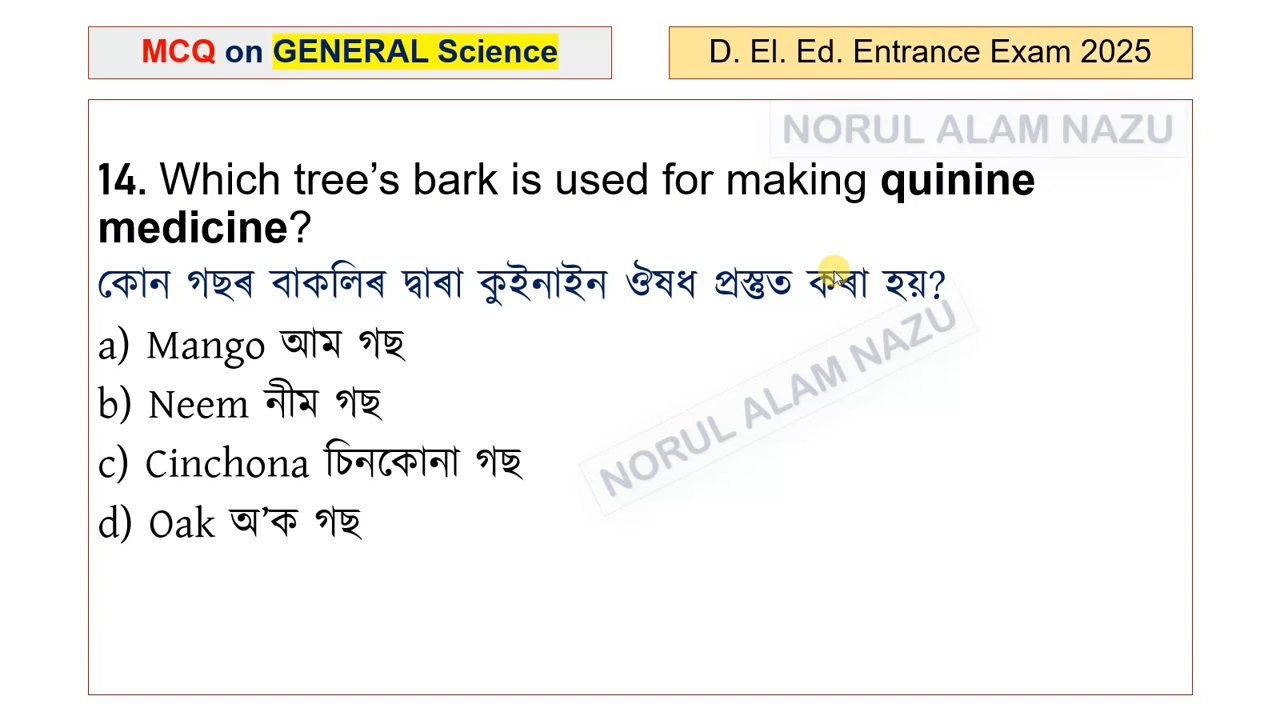 MCQ on GENERAL Science
D. El. Ed. Entrance Exam 2025
NORUL ALAM NAZU
14. Which tree’s bark is used for making quinine
medicine?
কোন গছৰ বাকলিৰ দ্বাৰা কুইনাইন ঔষধ প্ৰস্তুত কৰা হয়?
a) Mango আম গছ
b) Neem নীম গছ
c) Cinchona চিনকোনা গছ
d) Oak অ’ক গছ
NORUL ALAM NAZU